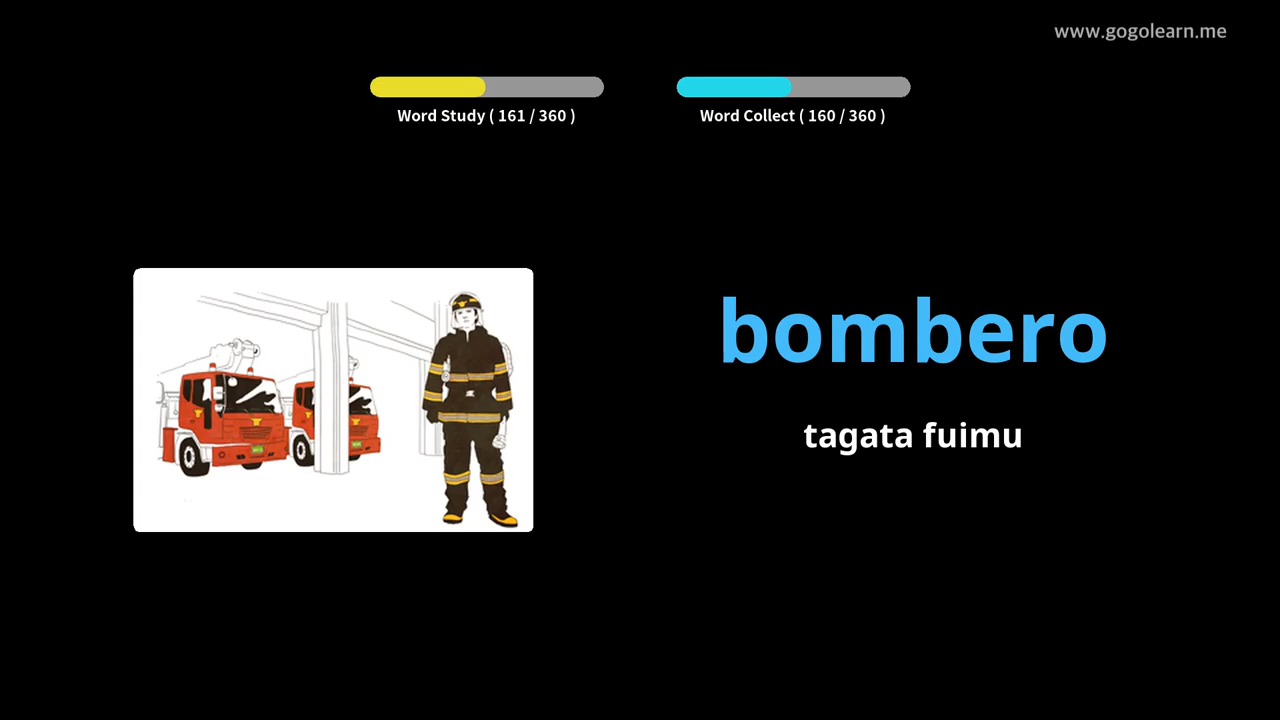 www.gogolearn.me
Word Study ( 161 / 360 )
Word Collect ( 160 / 360 )
bombero
tagata fuimu